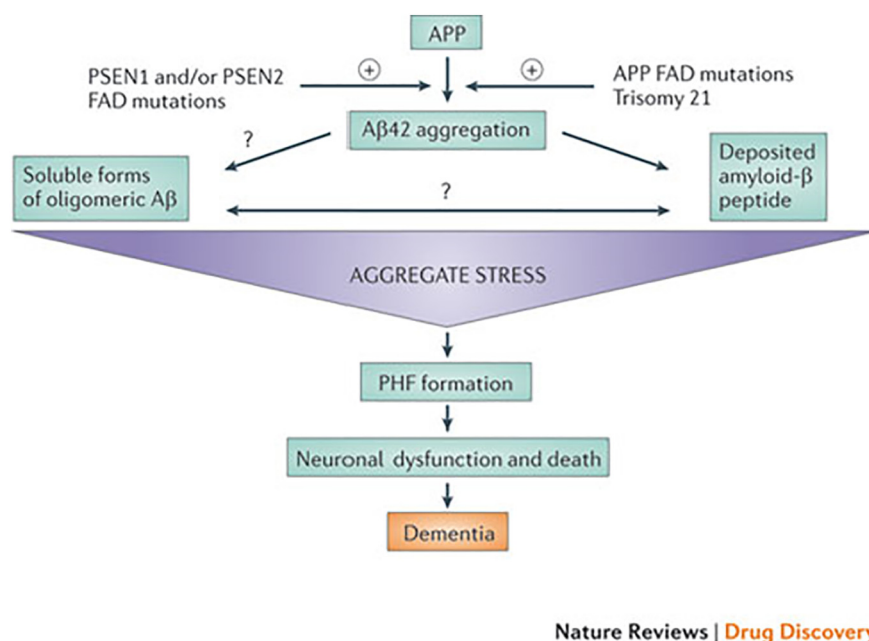 APP
PSEN1 and/or PSEN2
FAD mutations
+
+
APP FAD mutations
Trisomy 21
Aβ42 aggregation
?
Soluble forms
of oligomeric Aβ
?
Deposited
amyloid-β
peptide
AGGREGATE STRESS
PHF formation
Neuronal dysfunction and death
Dementia
Nature Reviews | Drug Discovery